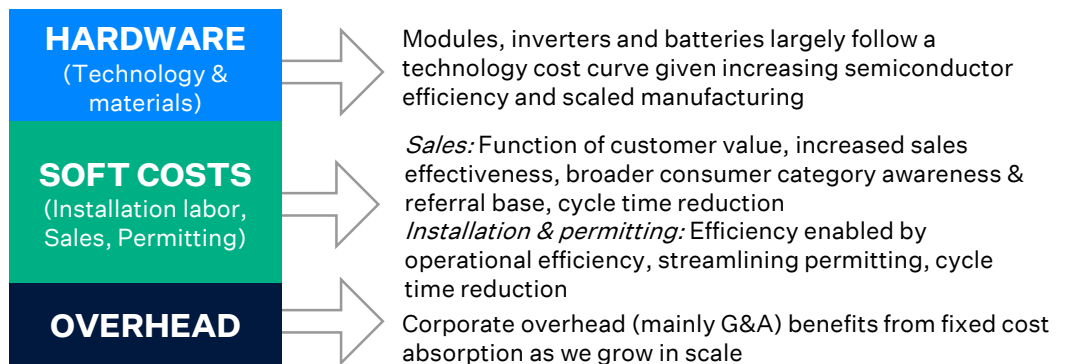 HARDWARE
(Technology &
materials)
Modules, inverters and batteries largely follow a
technology cost curve given increasing semiconductor
efficiency and scaled manufacturing
SOFT COSTS
(Installation labor,
Sales, Permitting)
Sales: Function of customer value, increased sales
effectiveness, broader consumer category awareness &
referral base, cycle time reduction
Installation & permitting: Efficiency enabled by
operational efficiency, streamlining permitting, cycle
time reduction
OVERHEAD
Corporate overhead (mainly G&A) benefits from fixed cost
absorption as we grow in scale